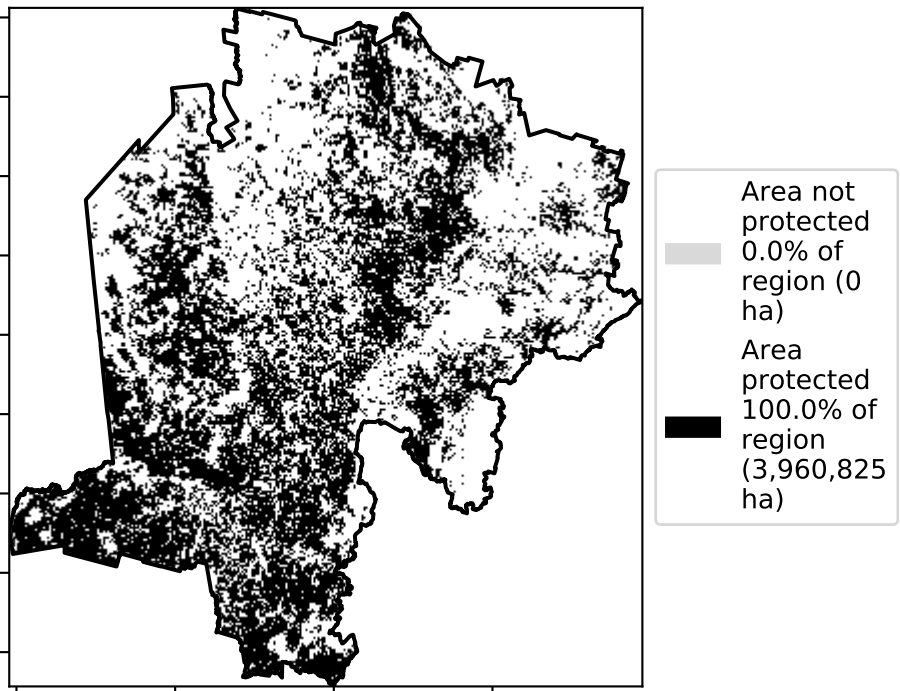 Area not
protected
0.0% of
region (0
ha)
Area
protected
100.0% of
region
(3,960,825
ha)